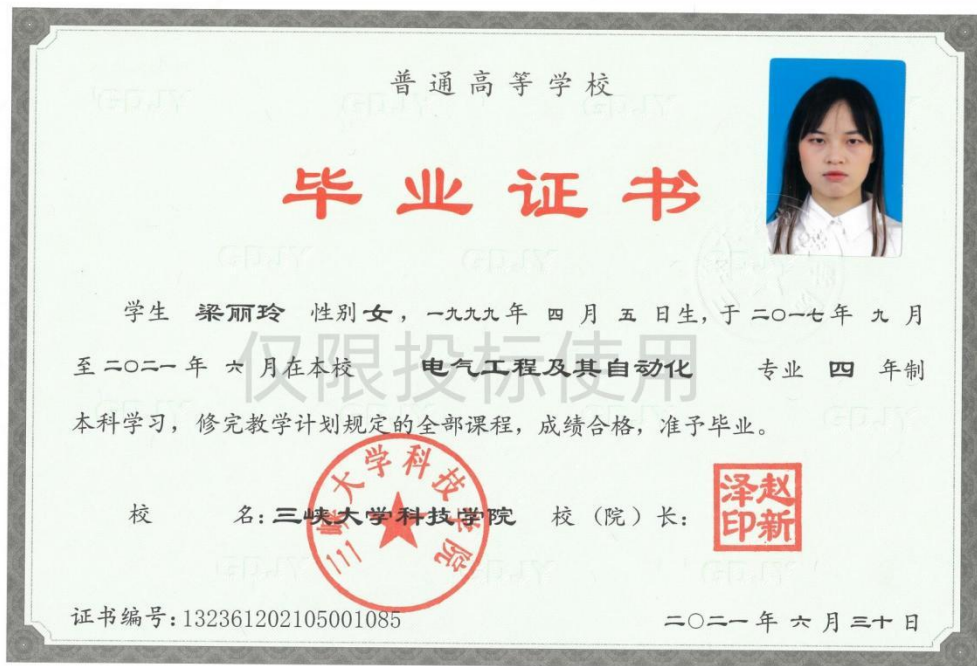 普通高等学校
毕业证书
学生 梁丽玲 性别 女，一九九九年 四 月 五 日生，于二〇一七年 九 月
至二〇二一年 六 月在本校 电气工程及其自动化 专业 四 年制
仅限投标使用
本科学习，修完教学计划规定的全部课程，成绩合格，准予毕业。
三峡大学科技学院
校 名：三峡大学科技学院 校（院）长：
赵新泽印
证书编号：132361202105001085 二〇二一年 六 月 三十 日